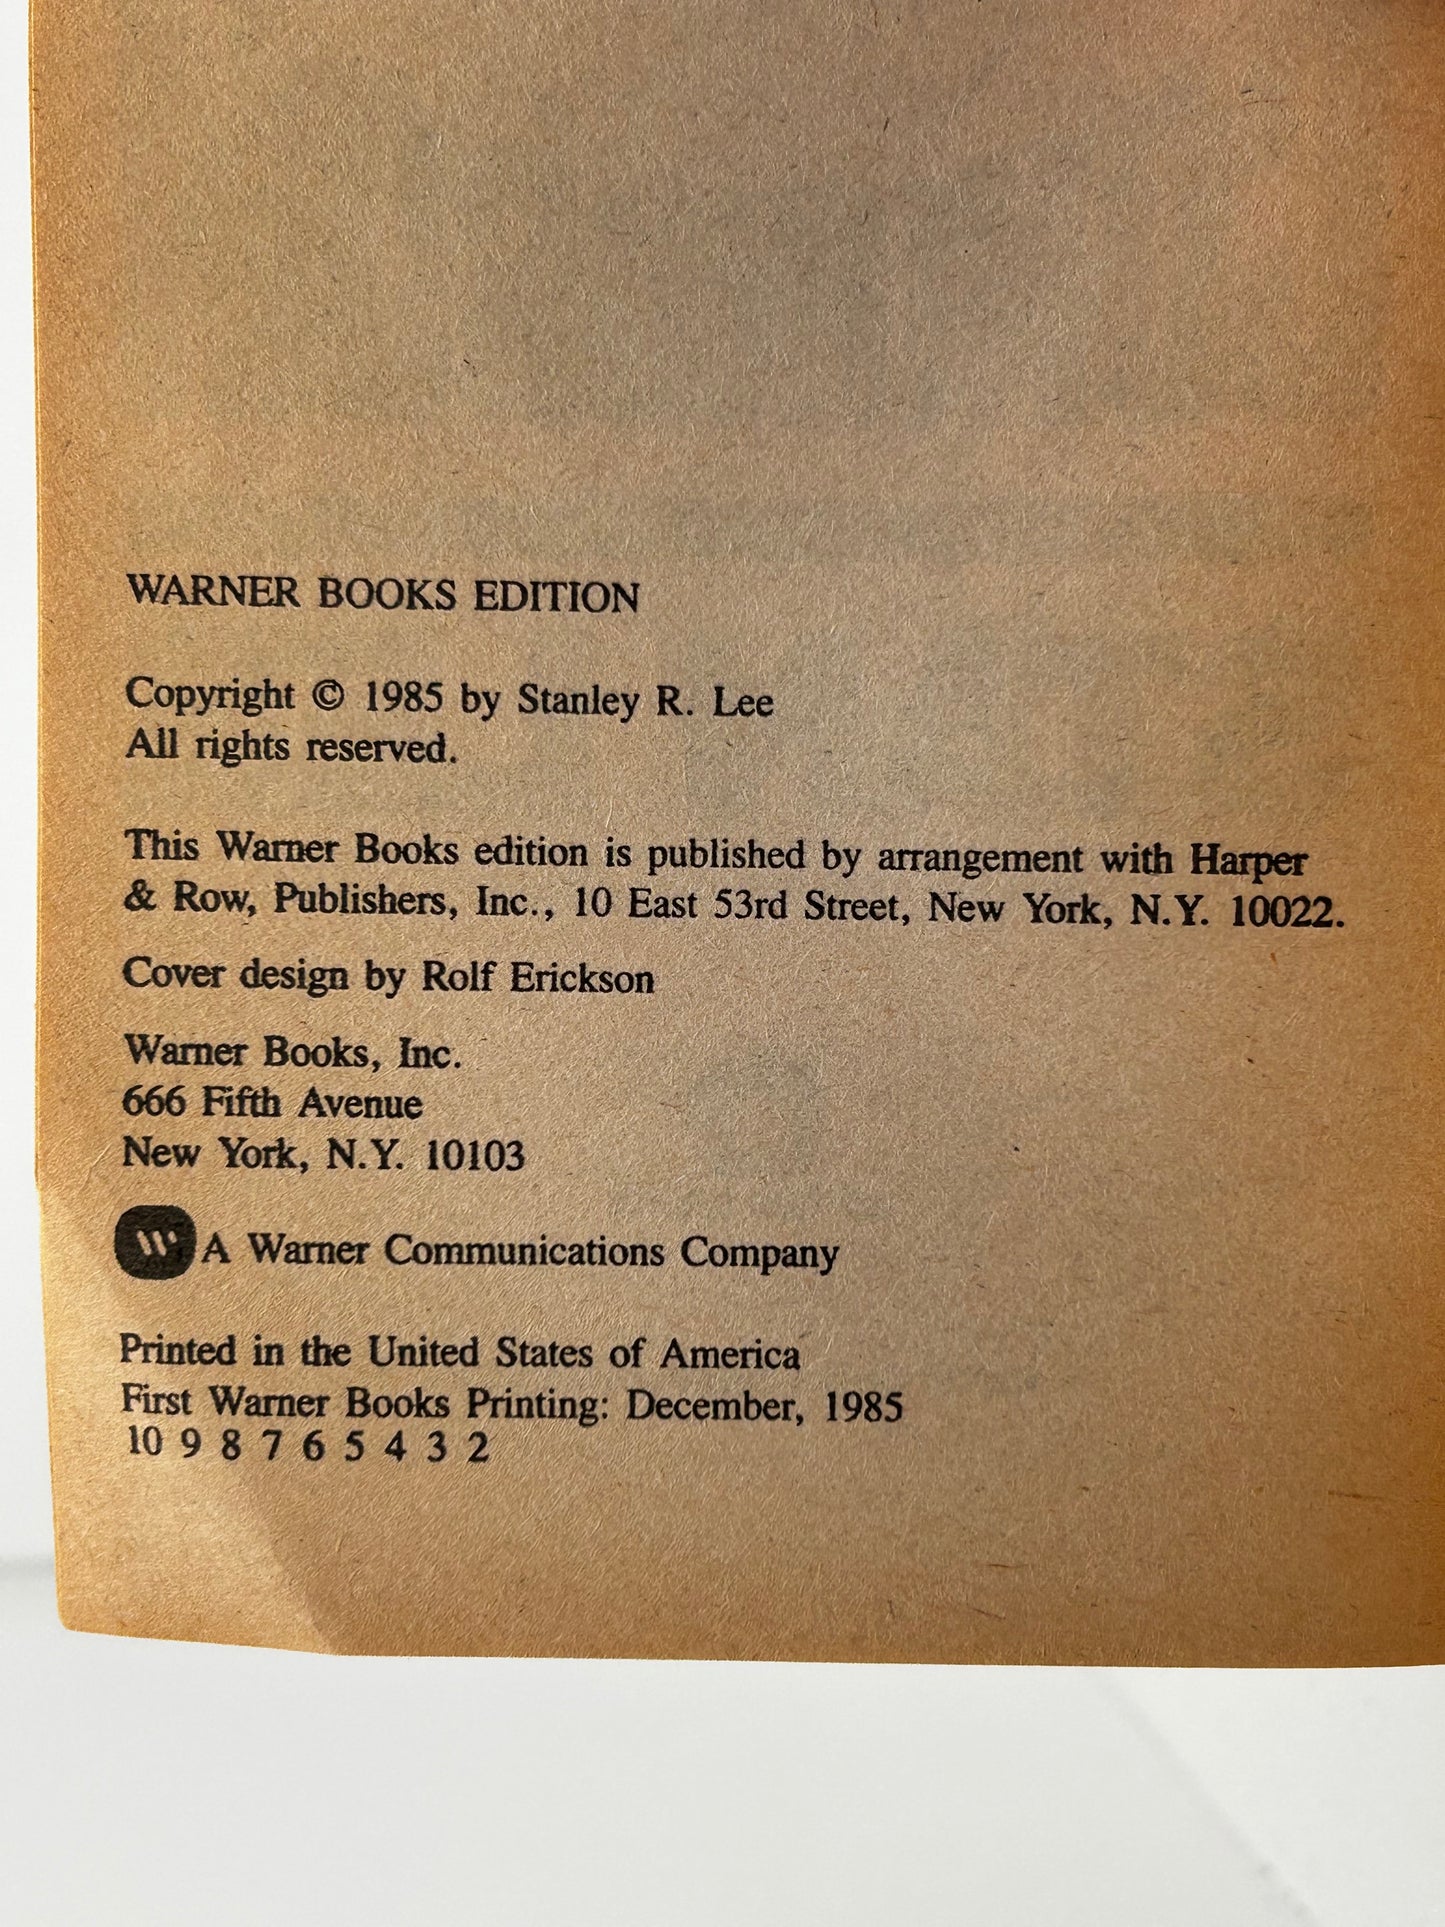 WARNER BOOKS EDITION
Copyright © 1985 by Stanley R. Lee
All rights reserved.
This Warner Books edition is published by arrangement with Harper
& Row, Publishers, Inc., 10 East 53rd Street, New York, N.Y. 10022.
Cover design by Rolf Erickson
Warner Books, Inc.
666 Fifth Avenue
New York, N.Y. 10103
A Warner Communications Company
Printed in the United States of America
First Warner Books Printing: December, 1985
10 9 8 7 6 5 4 3 2